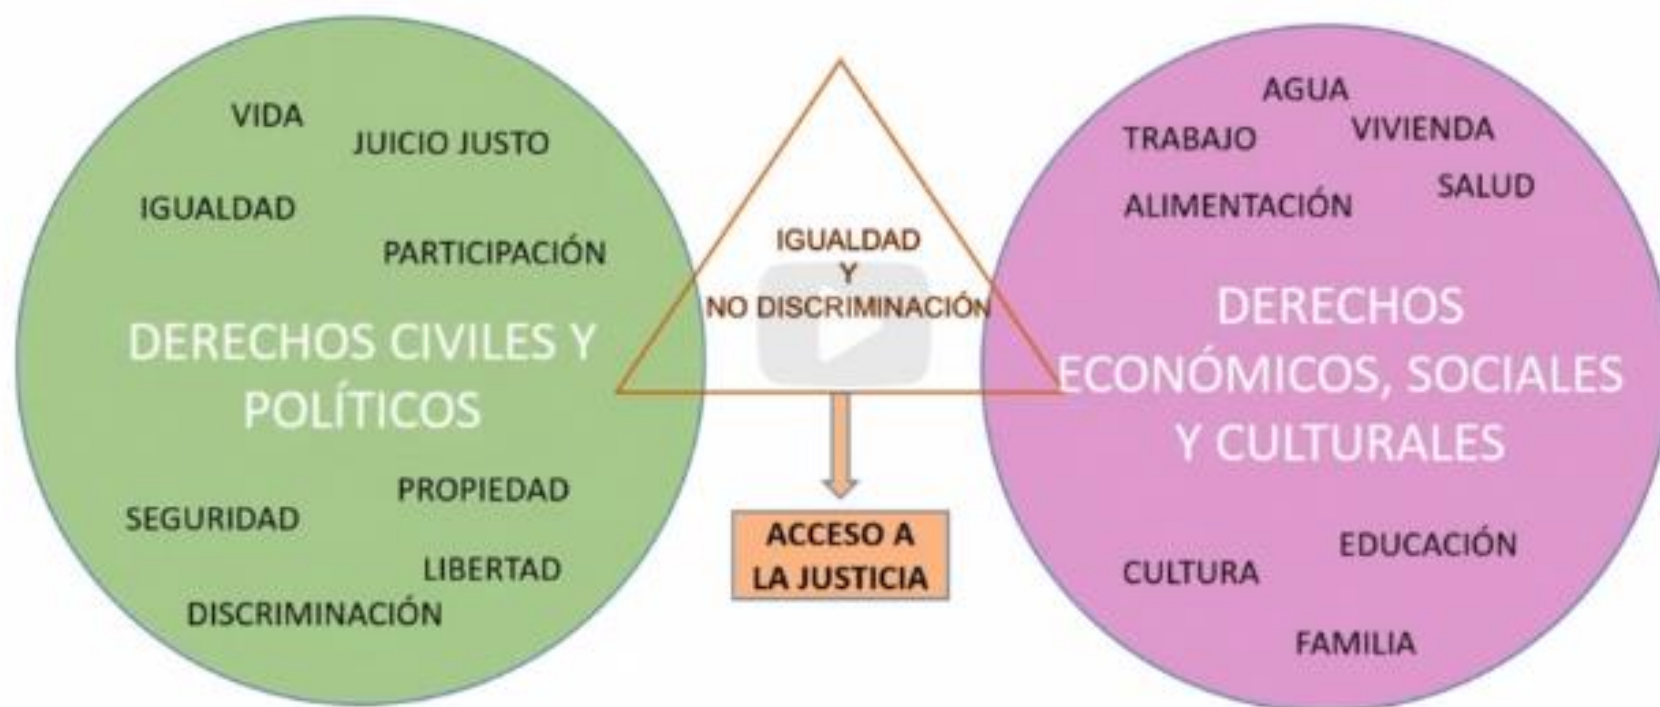 VIDA
JUICIO JUSTO
IGUALDAD
PARTICIPACIÓN
DERECHOS CIVILES Y
POLÍTICOS
PROPIEDAD
SEGURIDAD
LIBERTAD
DISCRIMINACIÓN
IGUALDAD
Y
NO DISCRIMINACIÓN
ACCESO A
LA JUSTICIA
AGUA
VIVIENDA
TRABAJO
SALUD
ALIMENTACIÓN
DERECHOS
ECONÓMICOS, SOCIALES
Y CULTURALES
EDUCACIÓN
CULTURA
FAMILIA